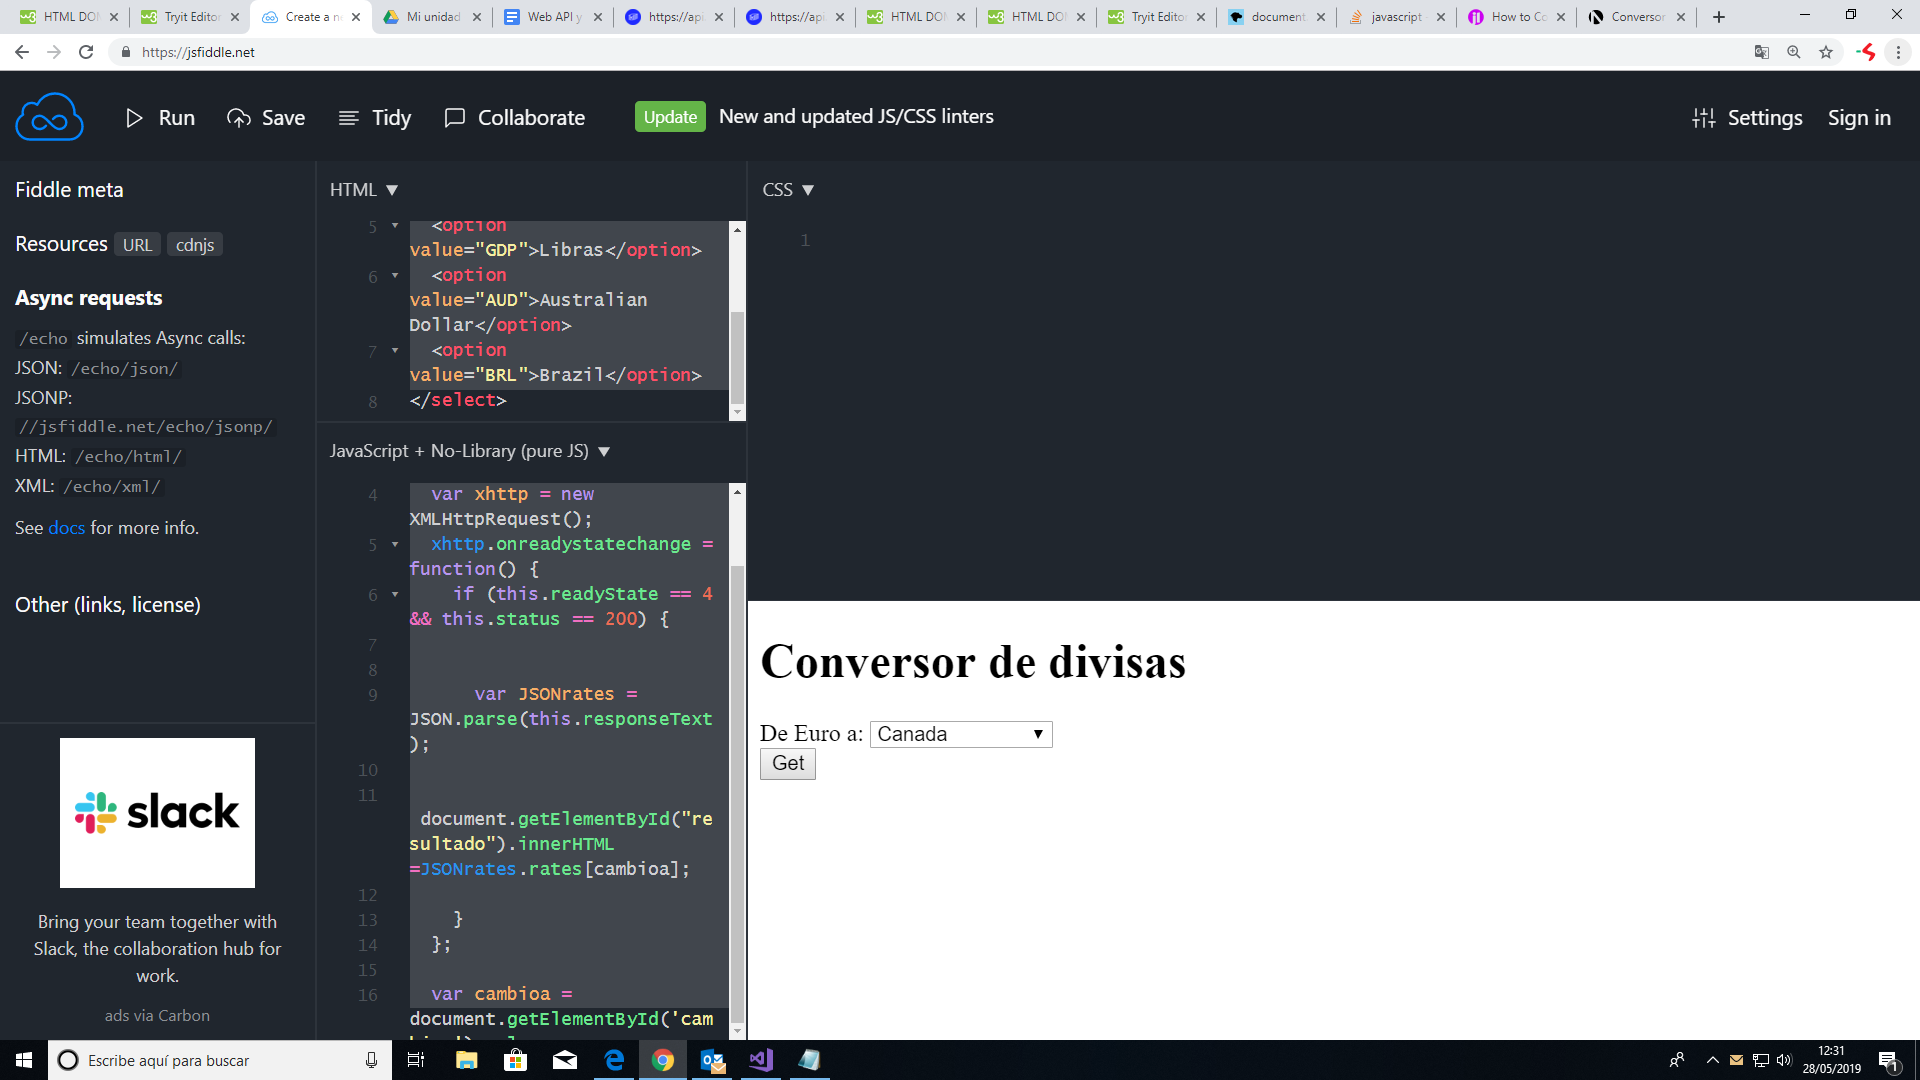 HTML DO
Tryit Editor
Create a n
Mi unidad
Web API y
https://api
https://api
HTML DO
HTML DO
Tryit Editor
document.
javascript
How to Co
Conversor
https://jsfiddle.net
Run
Save
Tidy
Collaborate
Update
New and updated JS/CSS linters
Settings
Sign in
Fiddle meta
Resources URL cdnjs
Async requests
/echo simulates Async calls:
JSON: /echo/json/
JSONP:
//jsfiddle.net/echo/jsonp/
HTML: /echo/html/
XML: /echo/xml/
See docs for more info.
Other (links, license)
slack
Bring your team together with
Slack, the collaboration hub for
work.
ads via Carbon
HTML
5 <option
value="GDP">Libras</option>
6 <option
value="AUD">Australian
Dollar</option>
7 <option
value="BRL">Brazil</option>
8 </select>
JavaScript + No-Library (pure JS)
4 var xhttp = new
XMLHttpRequest();
5 xhttp.onreadystatechange =
function() {
6 if (this.readyState == 4
&& this.status == 200) {
7
8
9 var JSONrates =
JSON.parse(this.responseText
);
10
11
document.getElementById("re
sultado").innerHTML
=JSONrates.rates[cambioa];
12
13 }
14 };
15
16 var cambioa =
document.getElementById('cam
CSS
1
Conversor de divisas
De Euro a: Canada
Get
Escribe aquí para buscar
12:31
28/05/2019
1